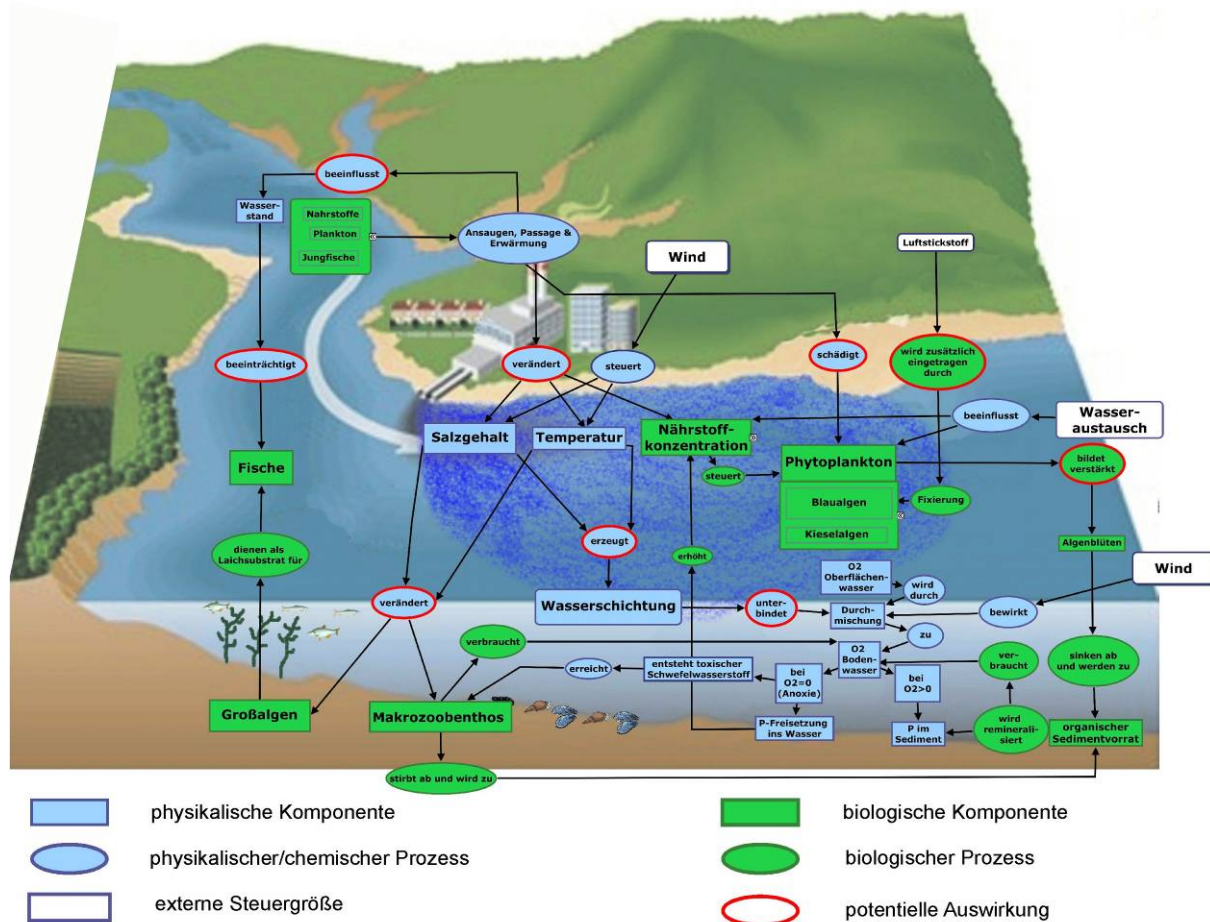 beeinflusst
Wasser-
stand
Nährstoffe
Plankton
Jungfische
Ansaugen, Passage &
Erwärmung
Wind
Luftstickstoff
beeinträchtigt
verändert
steuert
schädigt
wird zusätzlich
eingetragen
durch
Salzgehalt
Temperatur
Nährstoff-
konzentration
beeinflusst
Wasser-
austausch
Fische
steuert
Phytoplankton
bildet
verstärkt
Blaualgen
Fixierung
Kieselalgen
dienen als
Laichsubstrat für
erzeugt
erhöht
Algenblüten
O2
Oberflächen-
wasser
wird
durch
Wind
verändert
Wasserschichtung
unter-
bindet
Durch-
mischung
bewirkt
zu
verbraucht
erreicht
entsteht toxischer
Schwefelwasserstoff
bei
O2=0
(Anoxie)
O2
Boden-
wasser
bei
O2>0
ver-
braucht
sinken ab
und werden zu
Großalgen
Makrozoobenthos
P-Freisetzung
ins Wasser
P im
Sediment
wird
reminerali-
siert
organischer
Sedimentvorrat
stirbt ab und wird zu
physikalische Komponente
biologische Komponente
physikalischer/chemischer Prozess
biologischer Prozess
externe Steuergröße
potentielle Auswirkung